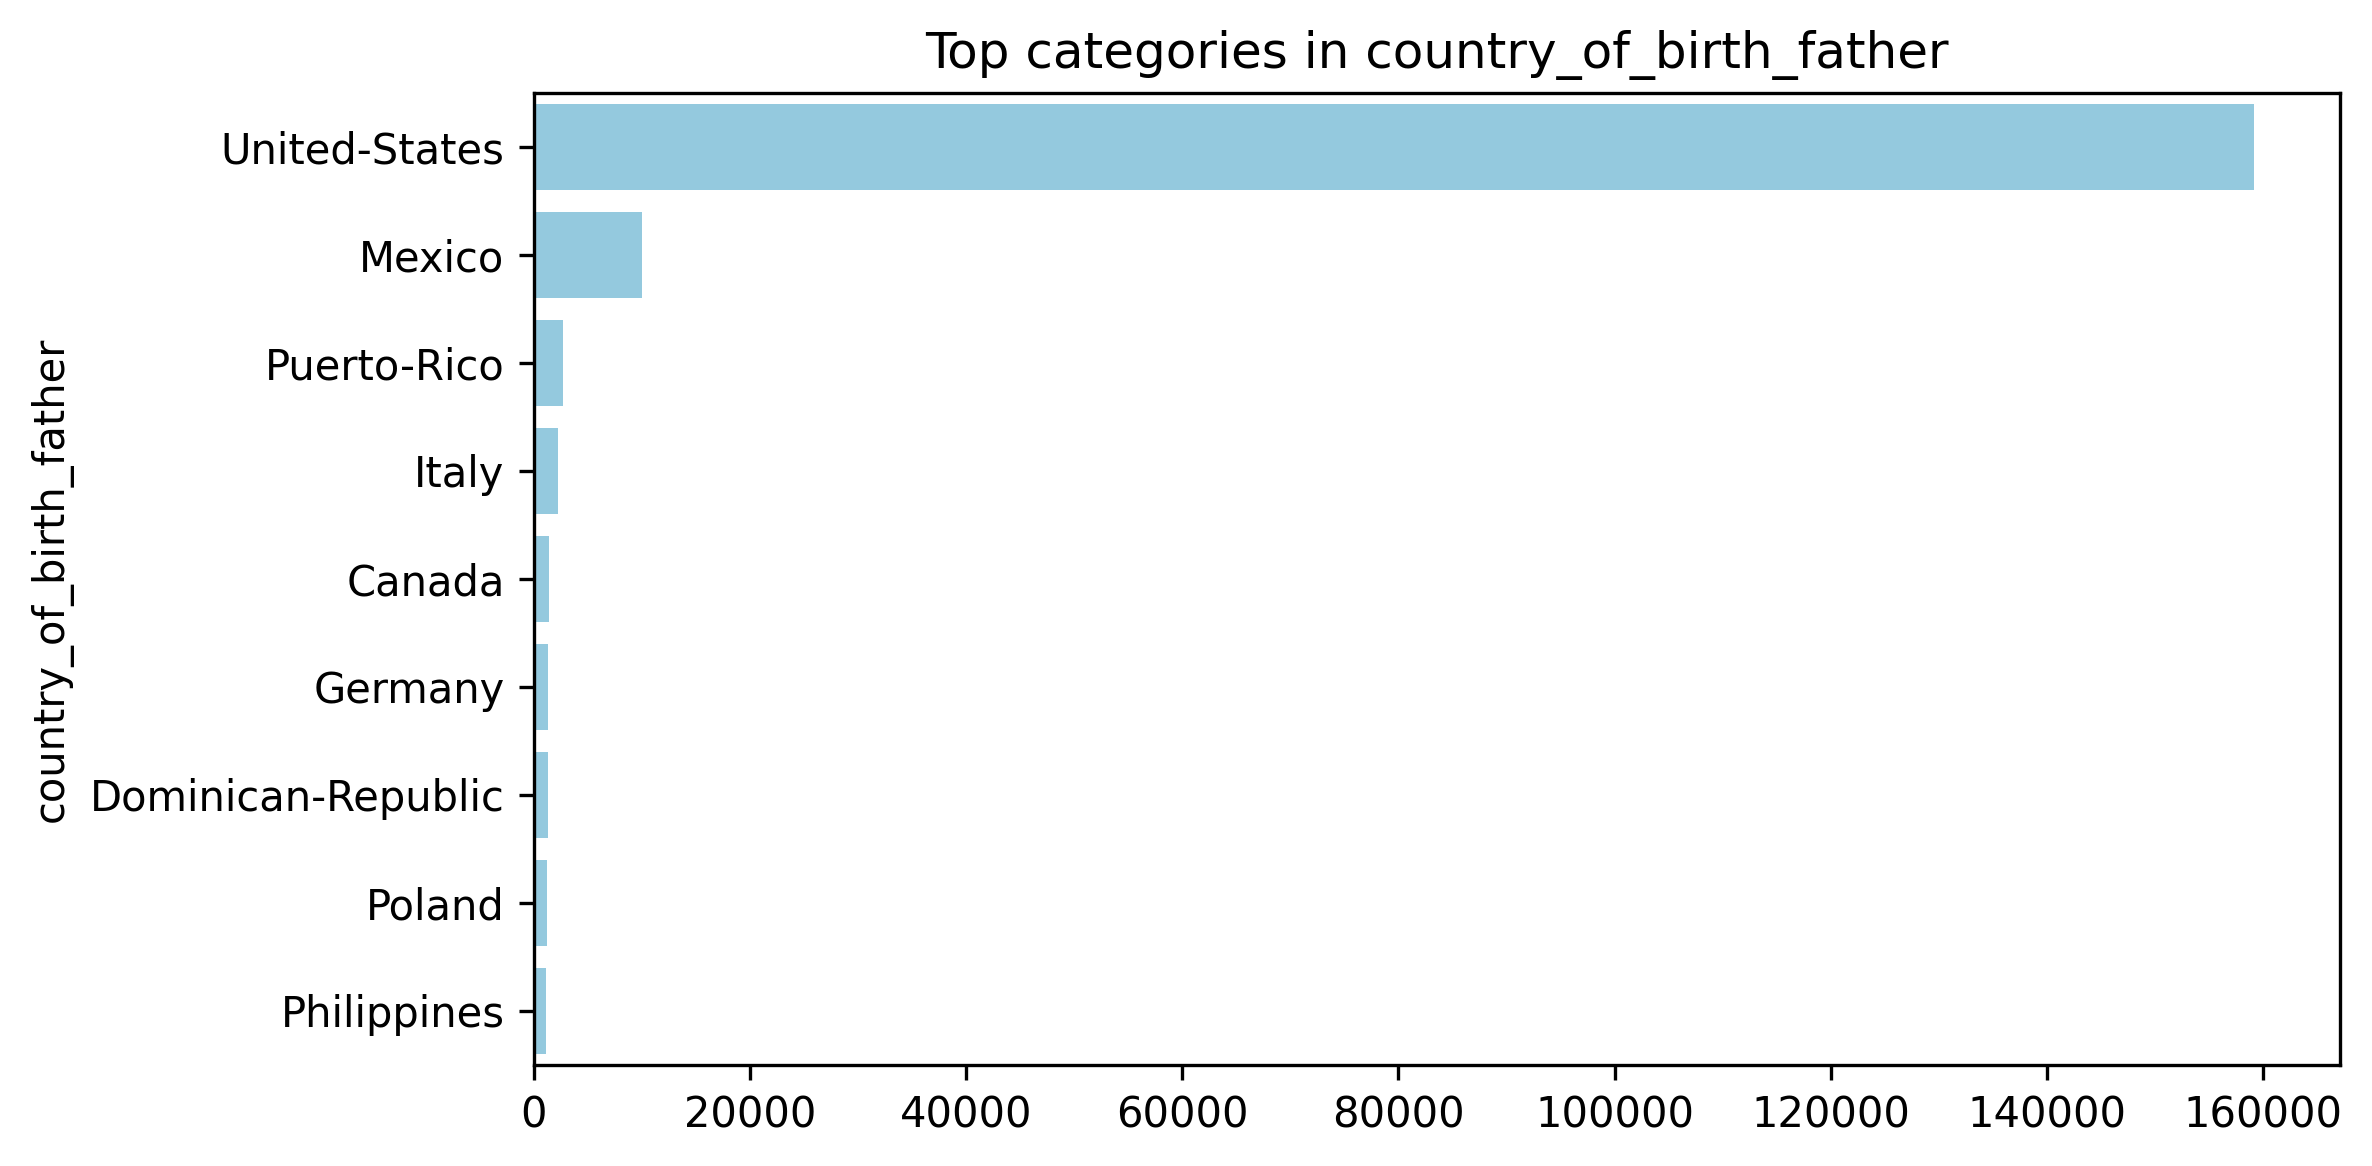 Top categories in country_of_birth_father
country_of_birth_father
United-States
Mexico
Puerto-Rico
Italy
Canada
Germany
Dominican-Republic
Poland
Philippines
0 20000 40000 60000 80000 100000 120000 140000 160000